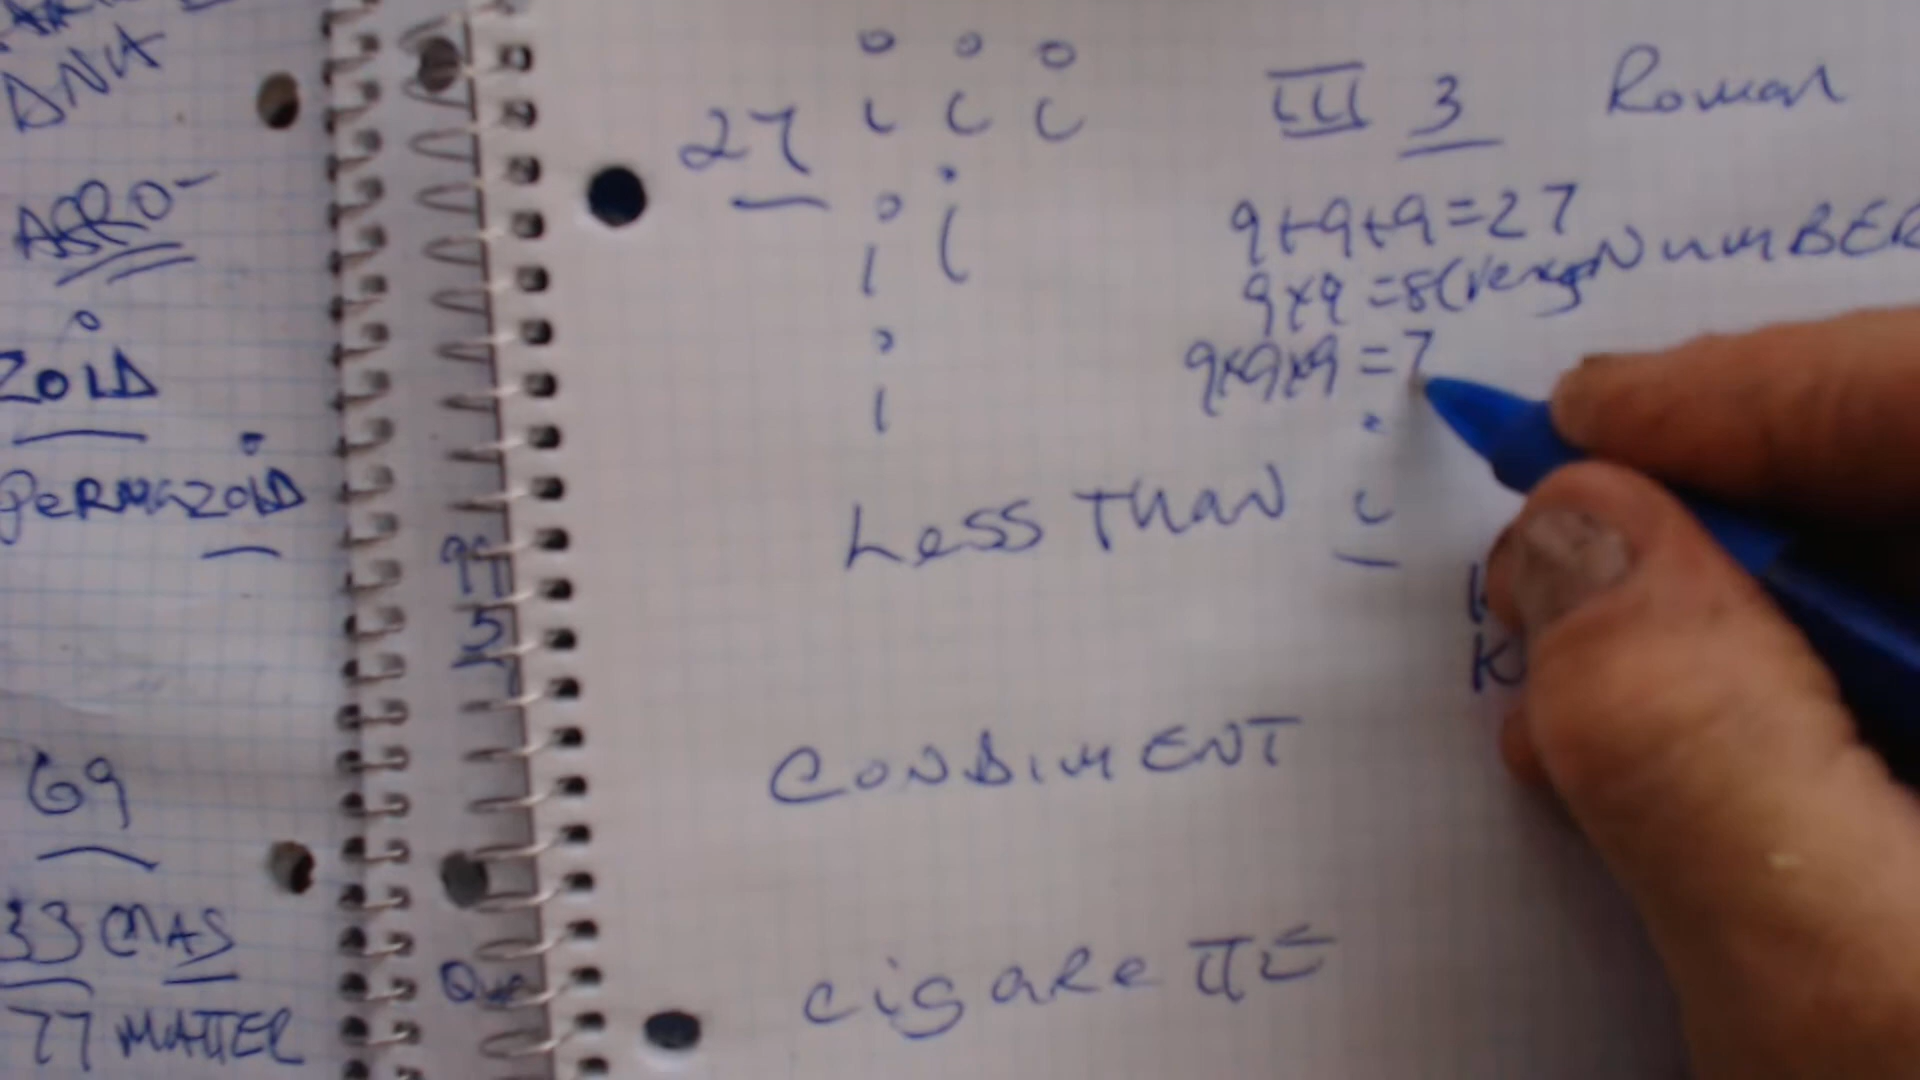 DNA
ASRO-
ZOID
PERMAZOID
69
33 MAS
77 MATTER
27 i i i III 3 Roman
i i
9+9+9=27
9x9 =81 NUMBER
9x9x9 =7
i
Less THAN i
K
CONDIMENT
cigareTTE